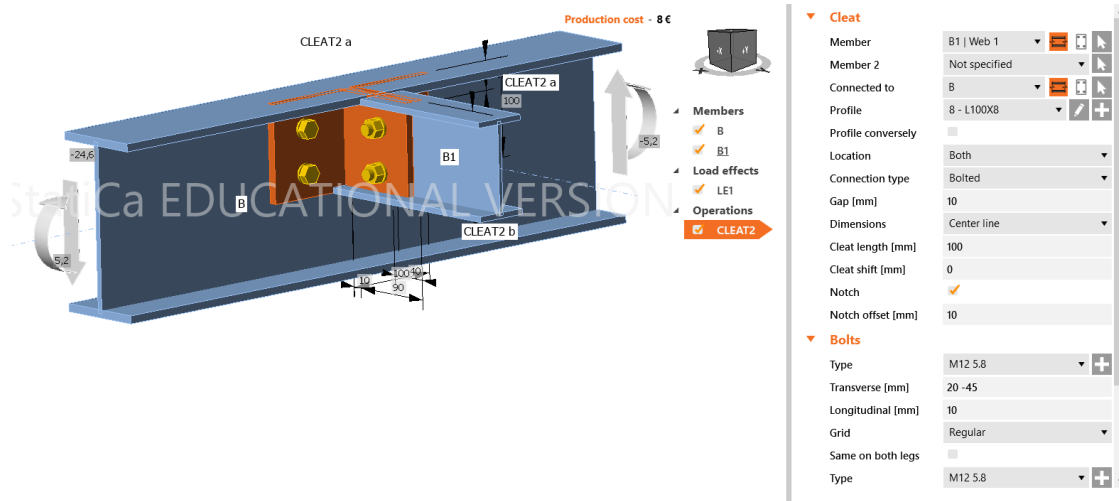 Production cost - 8 €
CLEAT2 a
CLEAT2 a
100
-24,6
-5,2
B1
B
StatiCa EDUCATIONAL VERSION
CLEAT2 b
5,2
10
100
40
90
-X
+Y
Members
B
B1
Load effects
LE1
Operations
CLEAT2
Cleat
Member B1 | Web 1
Member 2 Not specified
Connected to B
Profile 8 - L100X8
Profile conversely
Location Both
Connection type Bolted
Gap [mm] 10
Dimensions Center line
Cleat length [mm] 100
Cleat shift [mm] 0
Notch
Notch offset [mm] 10
Bolts
Type M12 5.8
Transverse [mm] 20 -45
Longitudinal [mm] 10
Grid Regular
Same on both legs
Type M12 5.8